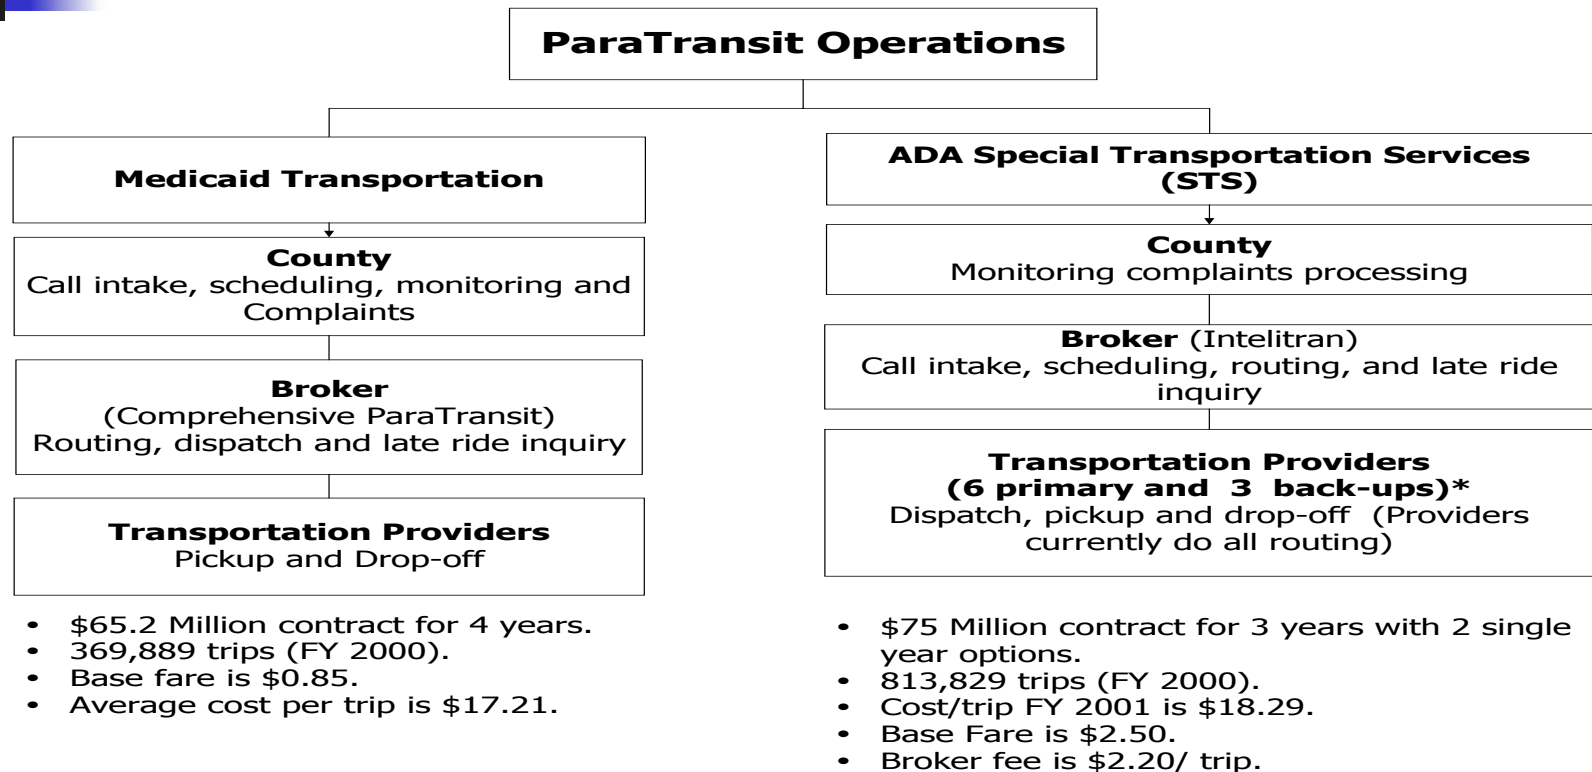 ParaTransit Operations
Medicaid Transportation
County
Call intake, scheduling, monitoring and
Complaints
Broker
(Comprehensive ParaTransit)
Routing, dispatch and late ride inquiry
Transportation Providers
Pickup and Drop-off
• $65.2 Million contract for 4 years.
• 369,889 trips (FY 2000).
• Base fare is $0.85.
• Average cost per trip is $17.21.
ADA Special Transportation Services
(STS)
County
Monitoring complaints processing
Broker (Intelitran)
Call intake, scheduling, routing, and late ride
inquiry
Transportation Providers
(6 primary and 3 back-ups)*
Dispatch, pickup and drop-off (Providers
currently do all routing)
• $75 Million contract for 3 years with 2 single
year options.
• 813,829 trips (FY 2000).
• Cost/trip FY 2001 is $18.29.
• Base Fare is $2.50.
• Broker fee is $2.20/ trip.